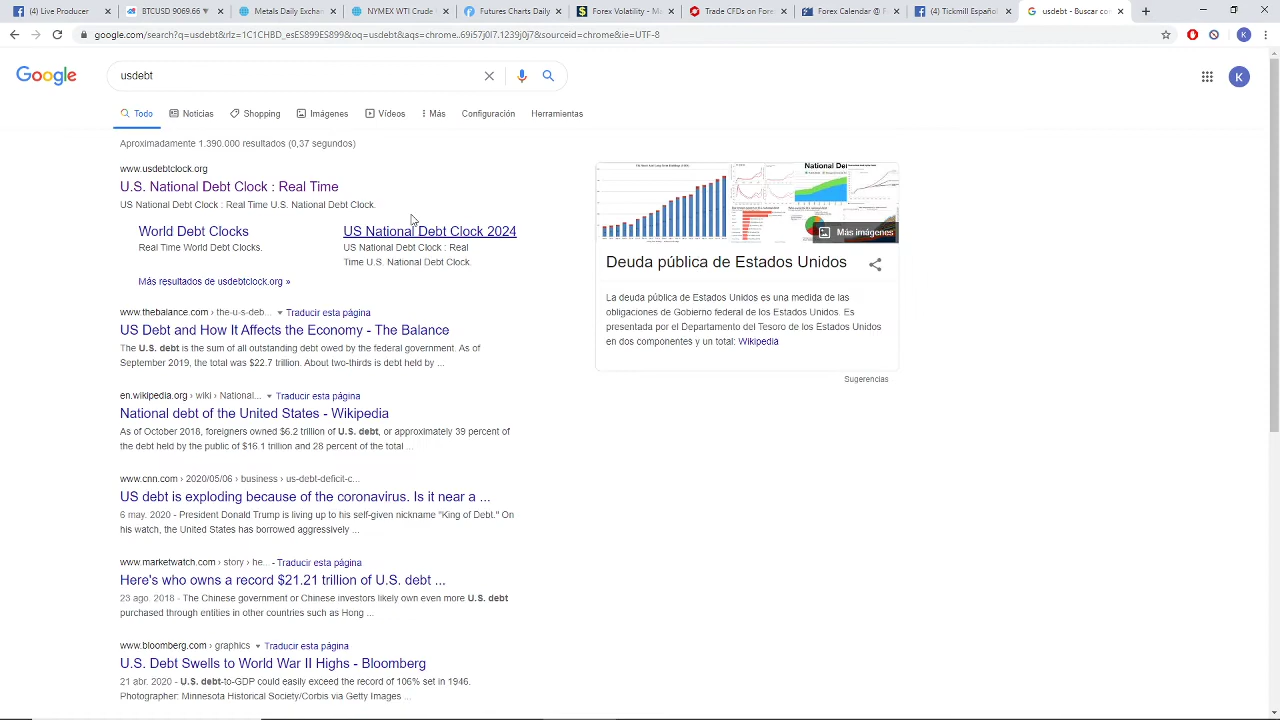 (1) Live Producer
BTCUSD 9069.66 ▼
Metals Daily Exchan
NYMEX WTI Crude
Futures Charts Daily
Forex Volatility - M
Trade CFDs on Forex
Forex Calendar @ F
(1) Tickmill Español
usdebt - Buscar con
google.com/search?q=usdebt&rlz=1C1CHBD_esES899ES899&oq=usdebt&aqs=chrome..69i57j0l7.1239j0j7&sourceid=chrome&ie=UTF-8
K
Google
usdebt
K
Todo
Noticias
Shopping
Imágenes
Vídeos
Más
Configuración
Herramientas
Aproximadamente 1.350.000 resultados (0,37 segundos)
www.usdebtclock.org
U.S. National Debt Clock : Real Time
US National Debt Clock : Real Time U.S. National Debt Clock.
World Debt Clocks
Real Time World Debt Clocks.
US National Debt Clock 2024
US National Debt Clock : Real
Time U.S. National Debt Clock.
Más resultados de usdebtclock.org »
www.thebalance.com › the-u-s-deb... ▼ Traducir esta página
US Debt and How It Affects the Economy - The Balance
The U.S. debt is the sum of all outstanding debt owed by the federal government. As of
September 2019, the total was $22.7 trillion. About two-thirds is debt held by ...
en.wikipedia.org › wiki › National... ▼ Traducir esta página
National debt of the United States - Wikipedia
As of October 2018, foreigners owned $6.2 trillion of U.S. debt, or approximately 39 percent of
the debt held by the public of $16.1 trillion and 28 percent of the total ...
www.cnn.com › 2020/05/06 › business › us-debt-deficit-c...
US debt is exploding because of the coronavirus. Is it near a ...
6 may. 2020 - President Donald Trump is living up to his self-given nickname "King of Debt." On
his watch, the United States has borrowed aggressively ...
www.marketwatch.com › story › he... - Traducir esta página
Here's who owns a record $21.21 trillion of U.S. debt ...
23 ago. 2018 - The Chinese government or Chinese investors likely own even more U.S. debt
purchased through entities in other countries such as Hong ...
www.bloomberg.com › graphics ▼ Traducir esta página
U.S. Debt Swells to World War II Highs - Bloomberg
21 abr. 2020 - U.S. debt-to-GDP could easily exceed the record of 106% set in 1946.
Photographer: Minnesota Historical Society/Corbis via Getty Images ...
National De
Más imágenes
Deuda pública de Estados Unidos
La deuda pública de Estados Unidos es una medida de las
obligaciones de Gobierno federal de los Estados Unidos. Es
presentada por el Departamento del Tesoro de los Estados Unidos
en dos componentes y un total: Wikipedia
Sugerencias